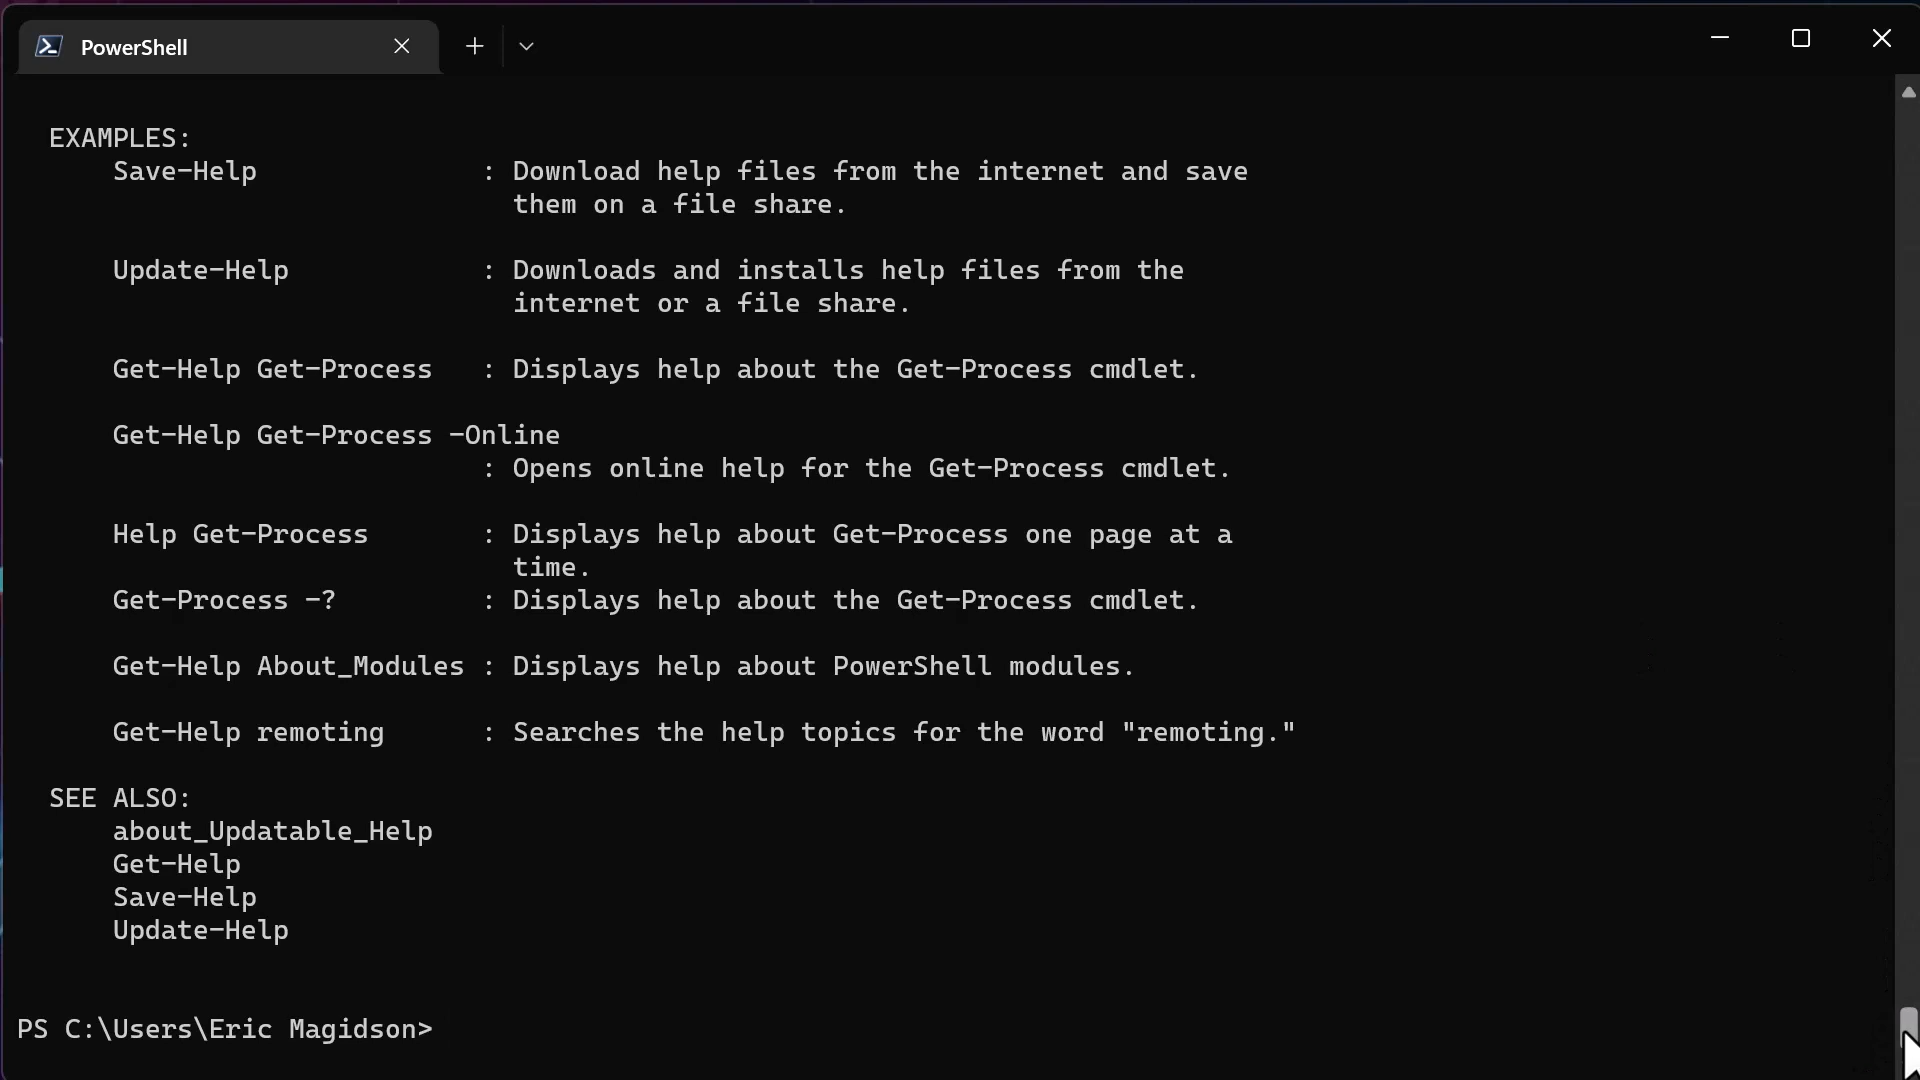 PowerShell
EXAMPLES:
Save-Help : Download help files from the internet and save
them on a file share.
Update-Help : Downloads and installs help files from the
internet or a file share.
Get-Help Get-Process : Displays help about the Get-Process cmdlet.
Get-Help Get-Process -Online
: Opens online help for the Get-Process cmdlet.
Help Get-Process : Displays help about Get-Process one page at a
time.
Get-Process -? : Displays help about the Get-Process cmdlet.
Get-Help About_Modules : Displays help about PowerShell modules.
Get-Help remoting : Searches the help topics for the word "remoting."
SEE ALSO:
about_Updatable_Help
Get-Help
Save-Help
Update-Help
PS C:\Users\Eric Magidson>